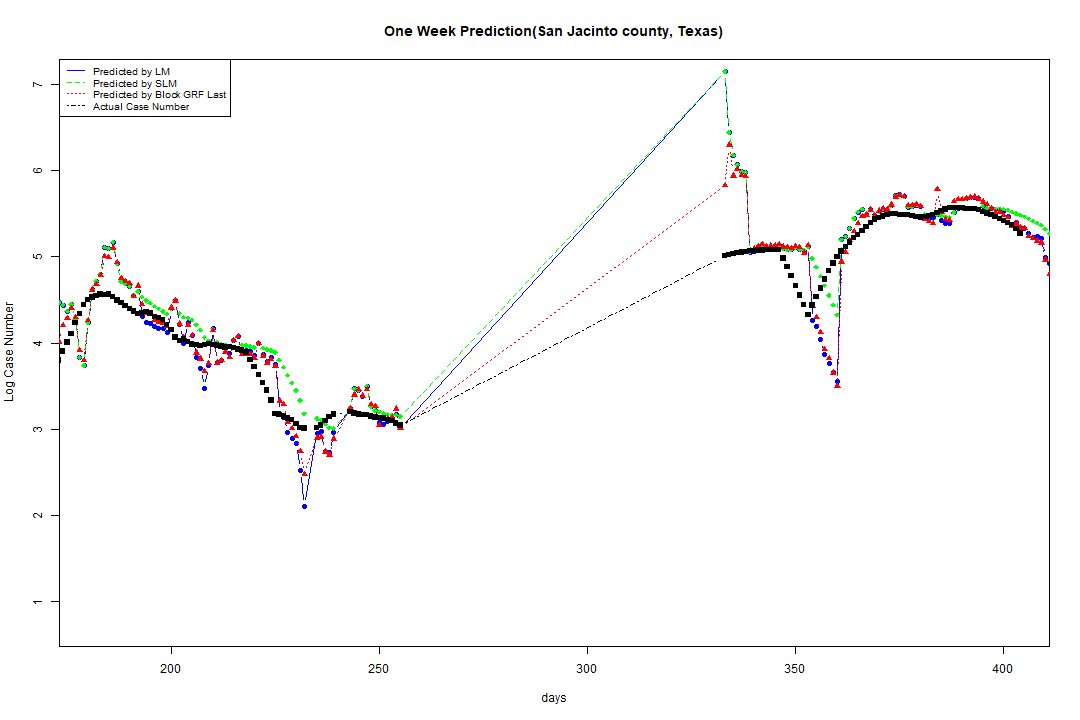 One Week Prediction(San Jacinto county, Texas)
Predicted by LM
Predicted by SLM
Predicted by Block GRF Last
Actual Case Number
Log Case Number
7
6
5
4
3
2
1
200 250 300 350 400
days